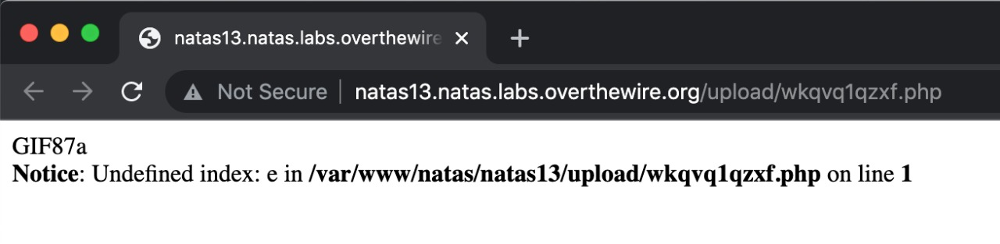 natas13.natas.labs.overthewire
Not Secure natas13.natas.labs.overthewire.org/upload/wkqvq1qzxf.php
GIF87a
Notice: Undefined index: e in /var/www/natas/natas13/upload/wkqvq1qzxf.php on line 1